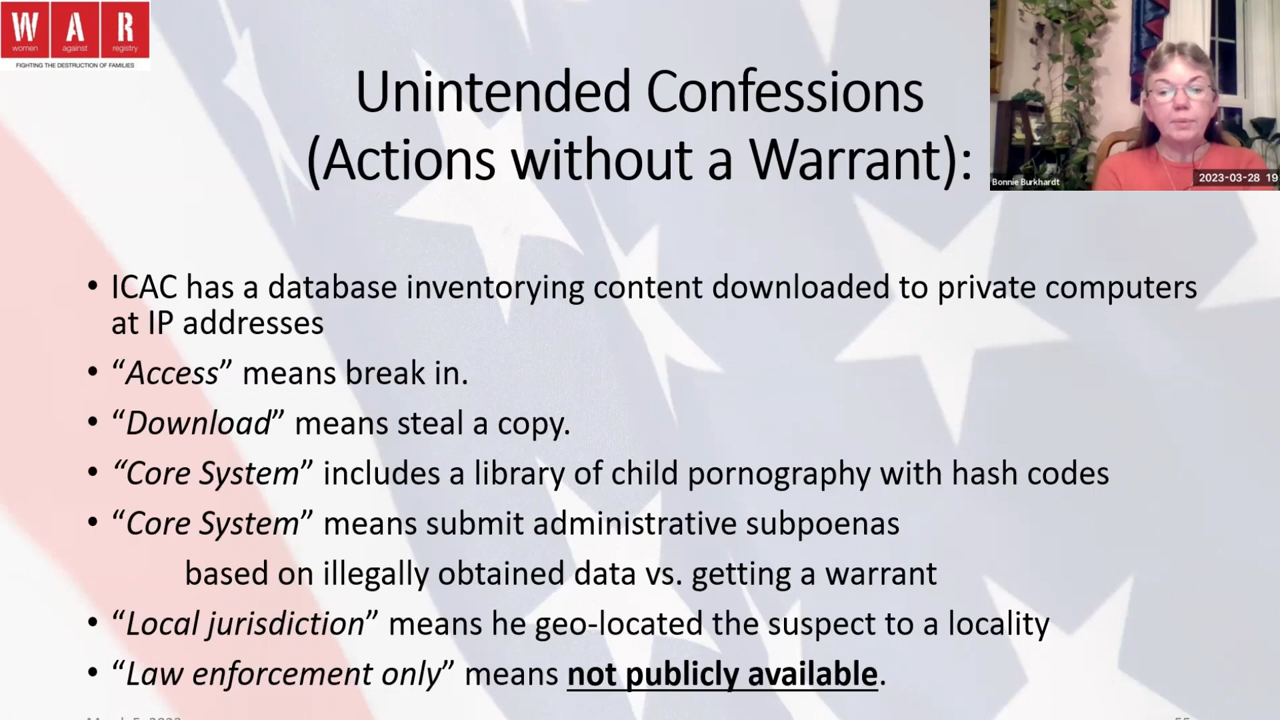 W A R
women against registry
FIGHTING THE DESTRUCTION OF FAMILIES
Unintended Confessions
(Actions without a Warrant):
Bonnie Burkhardt
2023-03-28 19
• ICAC has a database inventorying content downloaded to private computers
at IP addresses
• “Access” means break in.
• “Download” means steal a copy.
• “Core System” includes a library of child pornography with hash codes
• “Core System” means submit administrative subpoenas
based on illegally obtained data vs. getting a warrant
• “Local jurisdiction” means he geo-located the suspect to a locality
• “Law enforcement only” means not publicly available.